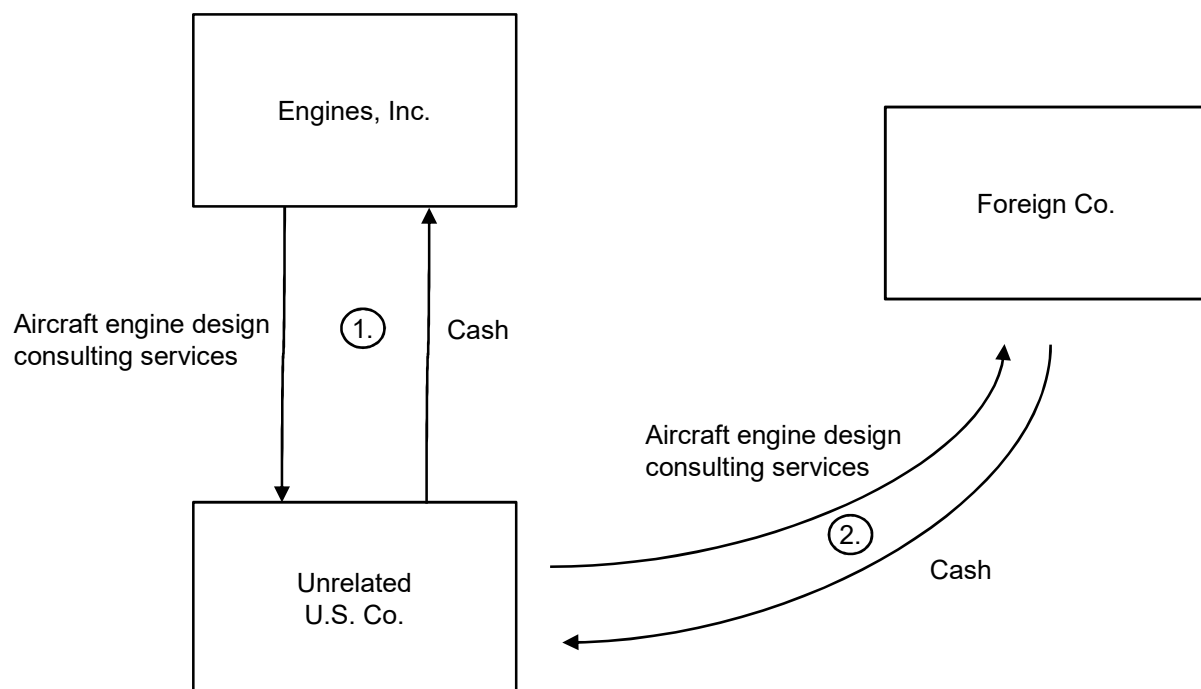 Engines, Inc.
Foreign Co.
Aircraft engine design
consulting services
1.
Cash
Aircraft engine design
consulting services
2.
Cash
Unrelated
U.S. Co.